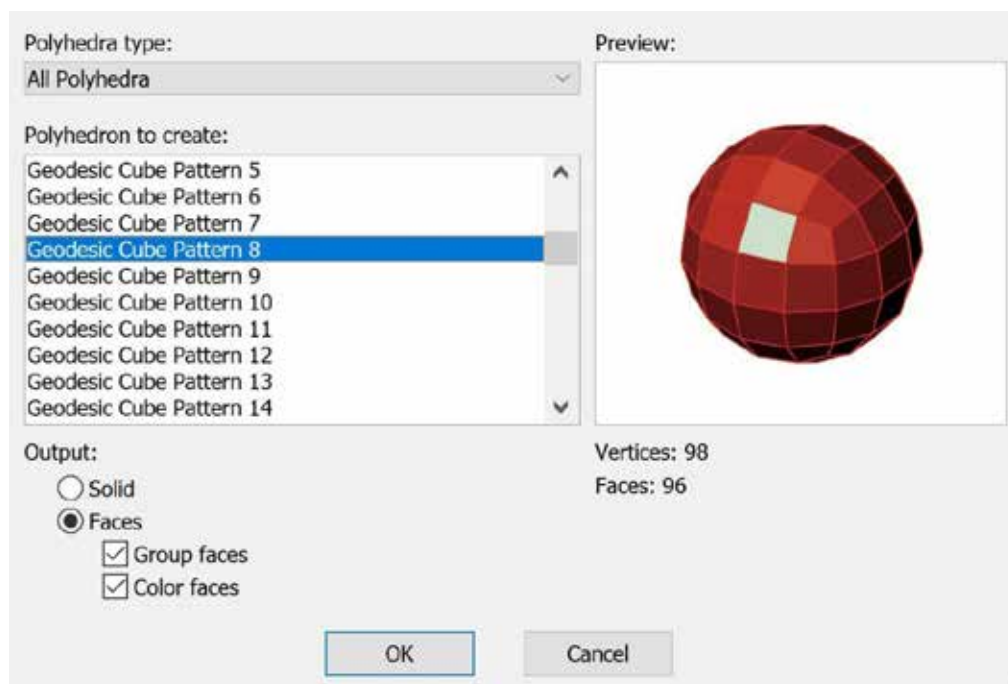 Polyhedra type:
All Polyhedra
Polyhedron to create:
Geodesic Cube Pattern 5
Geodesic Cube Pattern 6
Geodesic Cube Pattern 7
Geodesic Cube Pattern 8
Geodesic Cube Pattern 9
Geodesic Cube Pattern 10
Geodesic Cube Pattern 11
Geodesic Cube Pattern 12
Geodesic Cube Pattern 13
Geodesic Cube Pattern 14
Output:
Solid
Faces
Group faces
Color faces
Preview:
Vertices: 98
Faces: 96
OK
Cancel